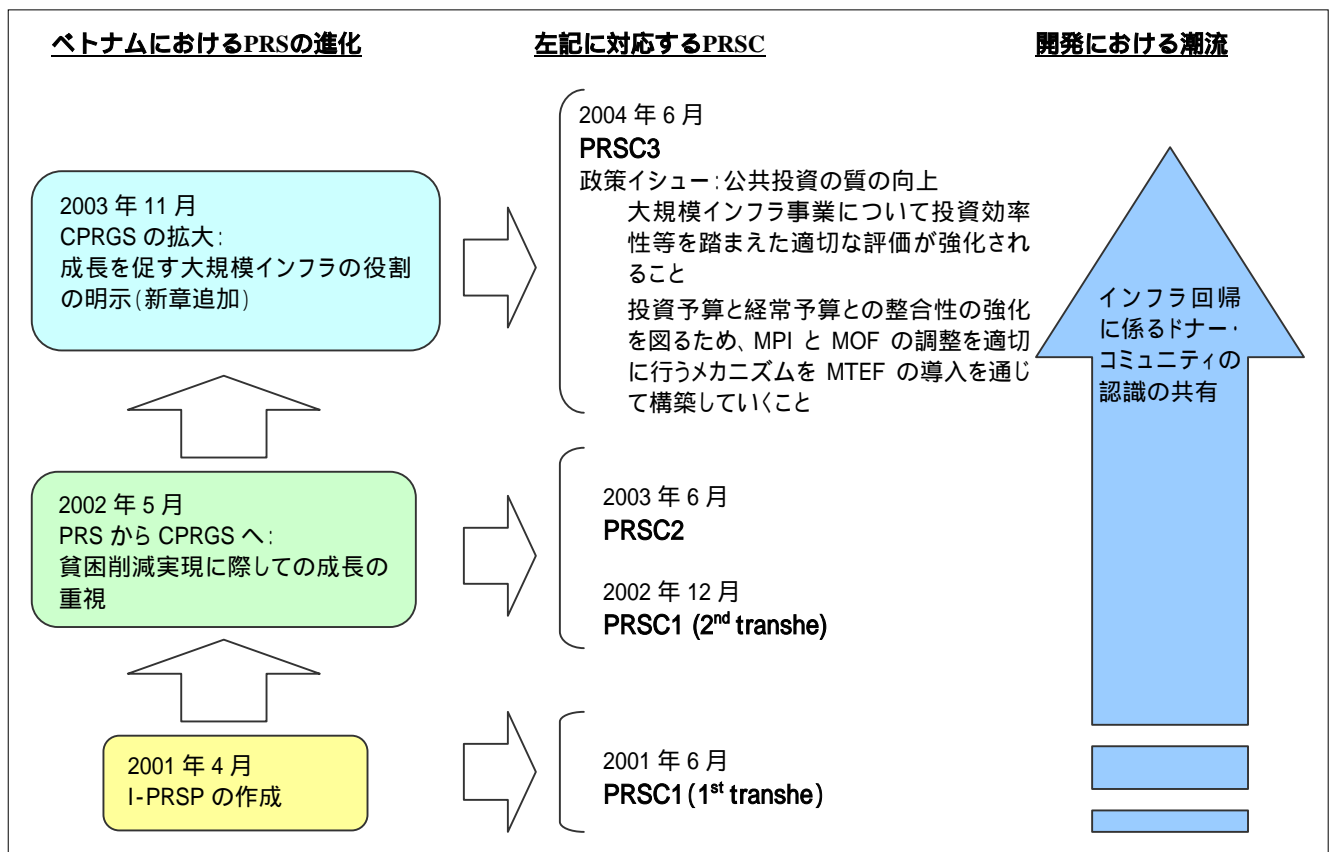 ベトナムにおけるPRSの進化
左記に対応するPRSC
開発における潮流
2003 年 11 月
CPRGS の拡大：
成長を促す大規模インフラの役割
の明示（新章追加）
2004 年 6 月
PRSC3
政策イシュー：公共投資の質の向上
大規模インフラ事業について投資効率
性等を踏まえた適切な評価が強化され
ること
投資予算と経常予算との整合性の強化
を図るため、MPI と MOF の調整を適切
に行うメカニズムを MTEF の導入を通じ
て構築していくこと
インフラ回帰
に係るドナー・
コミュニティの
認識の共有
2002 年 5 月
PRS から CPRGS へ：
貧困削減実現に際しての成長の
重視
2003 年 6 月
PRSC2
2002 年 12 月
PRSC1 (2nd transhe)
2001 年 4 月
I-PRSP の作成
2001 年 6 月
PRSC1（1st transhe）